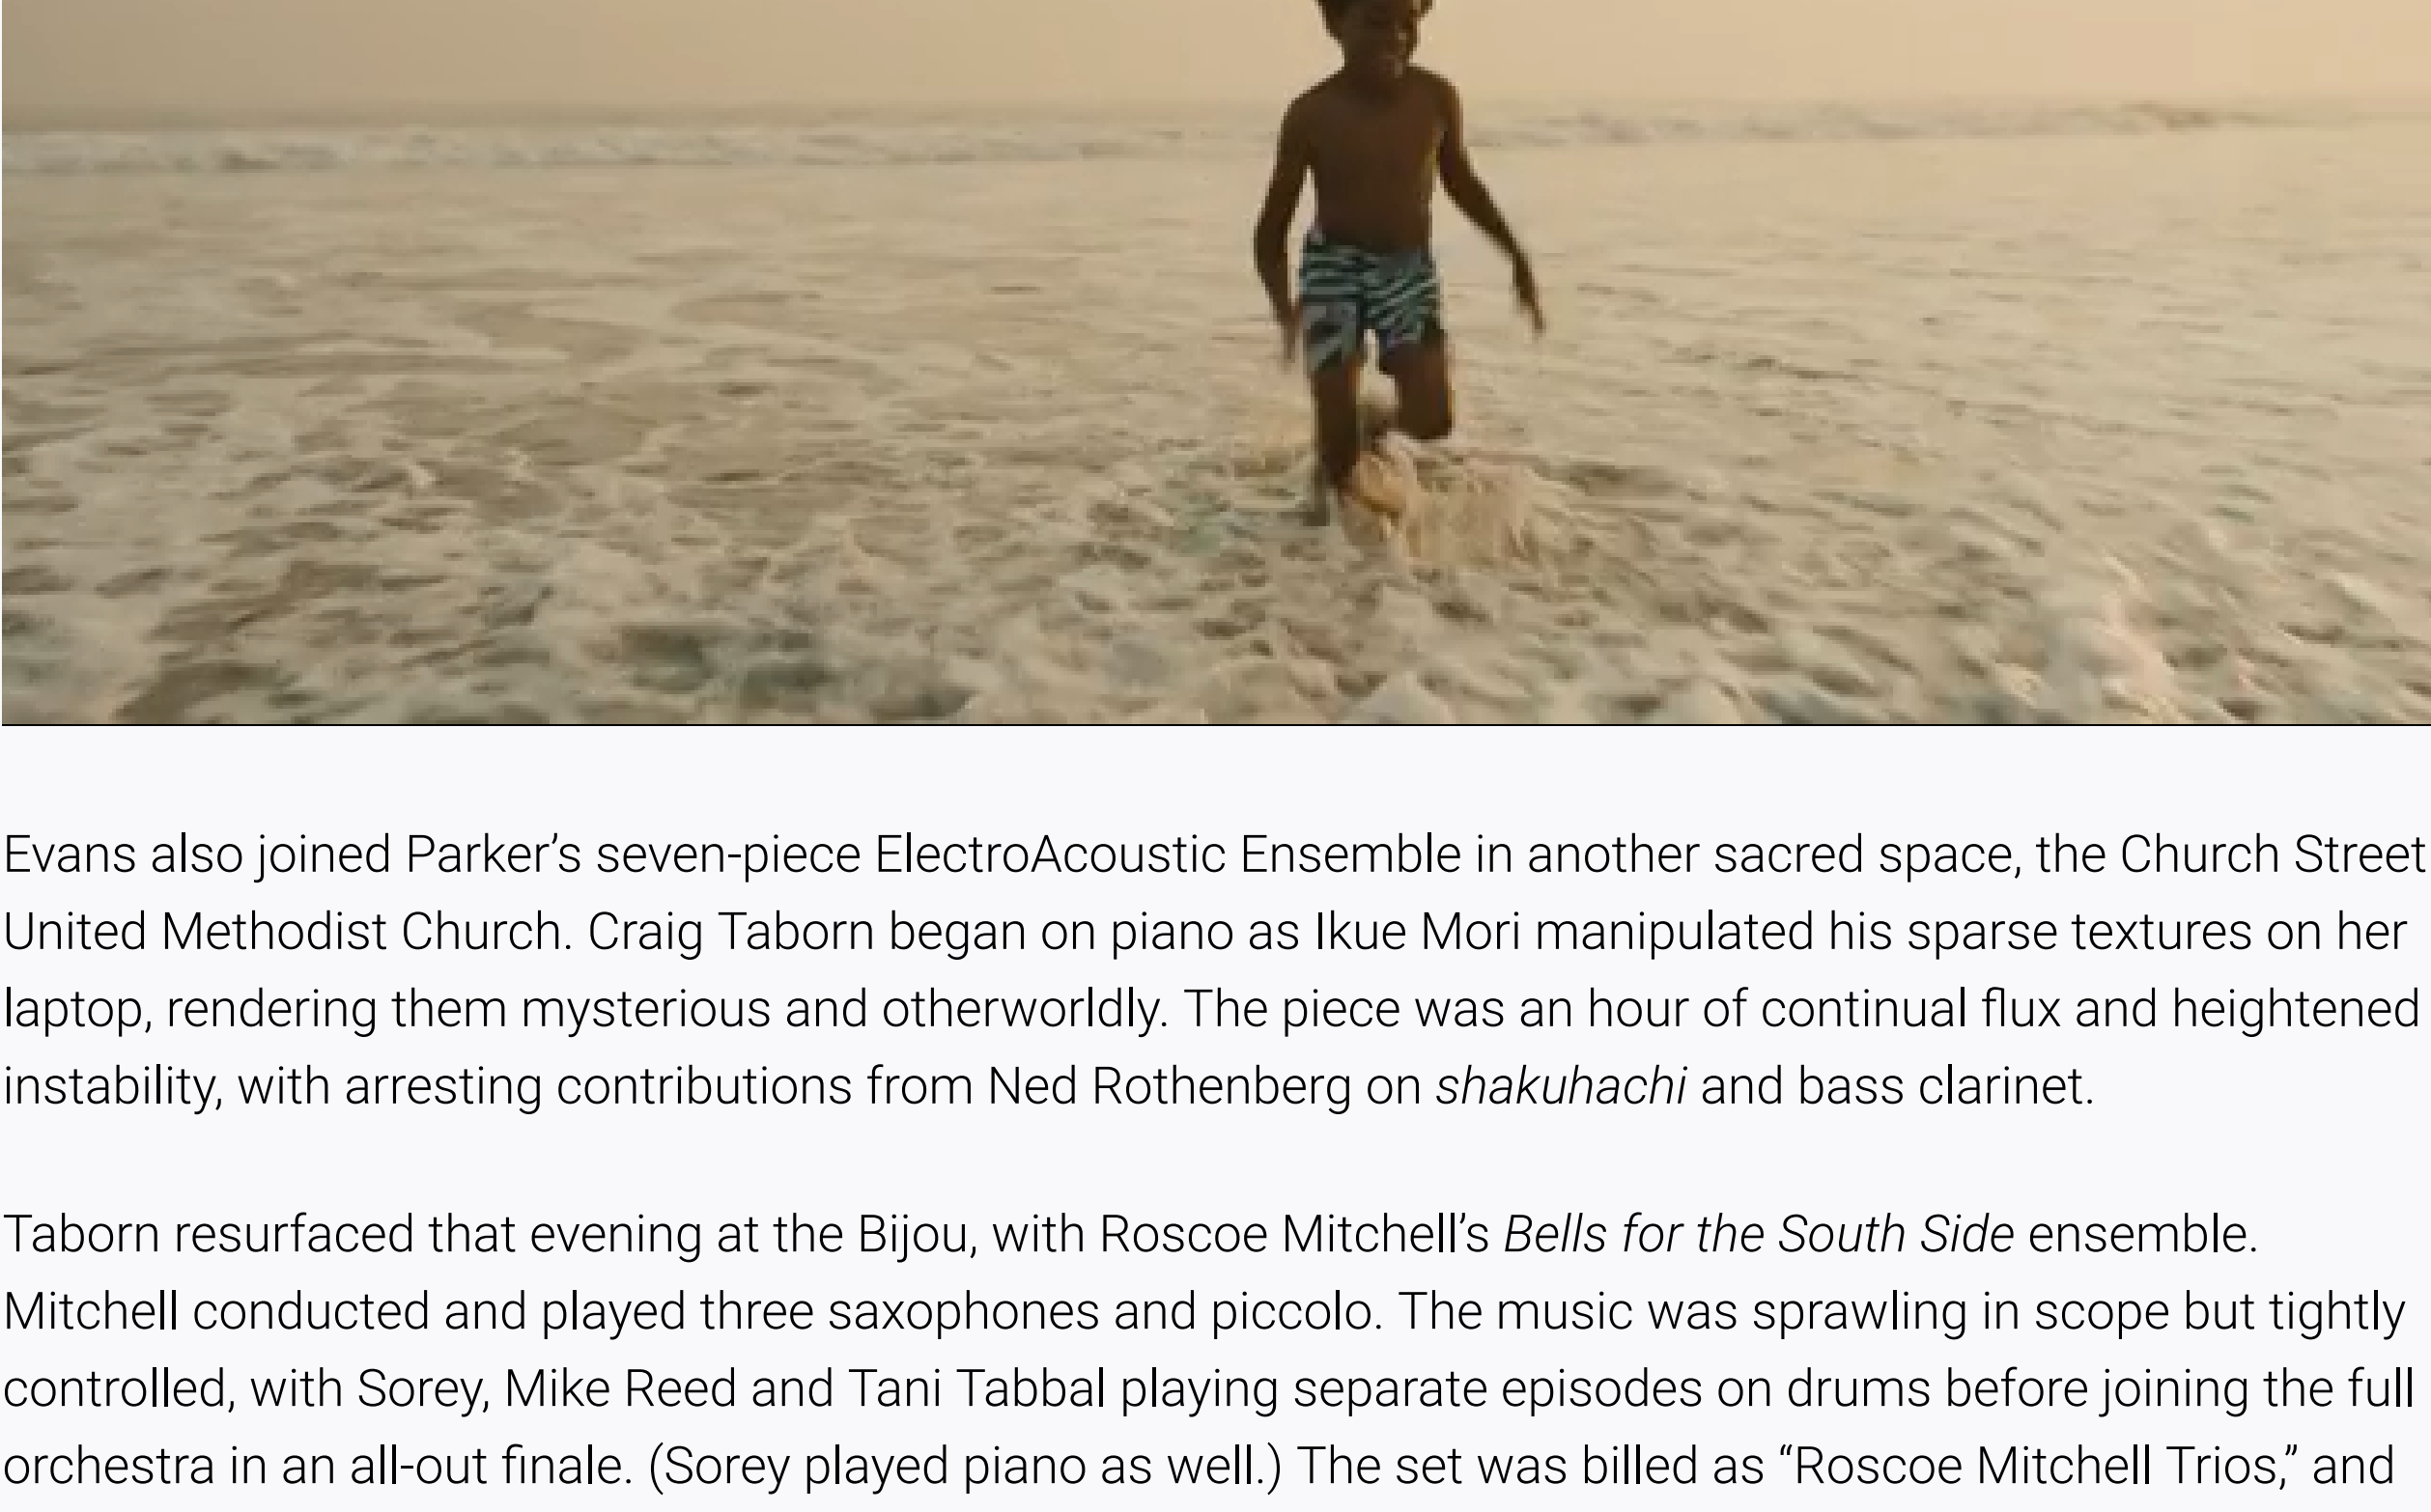 Evans also joined Parker’s seven-piece ElectroAcoustic Ensemble in another sacred space, the Church Street
United Methodist Church. Craig Taborn began on piano as Ikue Mori manipulated his sparse textures on her
laptop, rendering them mysterious and otherworldly. The piece was an hour of continual flux and heightened
instability, with arresting contributions from Ned Rothenberg on shakuhachi and bass clarinet.
Taborn resurfaced that evening at the Bijou, with Roscoe Mitchell’s Bells for the South Side ensemble.
Mitchell conducted and played three saxophones and piccolo. The music was sprawling in scope but tightly
controlled, with Sorey, Mike Reed and Tani Tabbal playing separate episodes on drums before joining the full
orchestra in an all-out finale. (Sorey played piano as well.) The set was billed as “Roscoe Mitchell Trios,” and